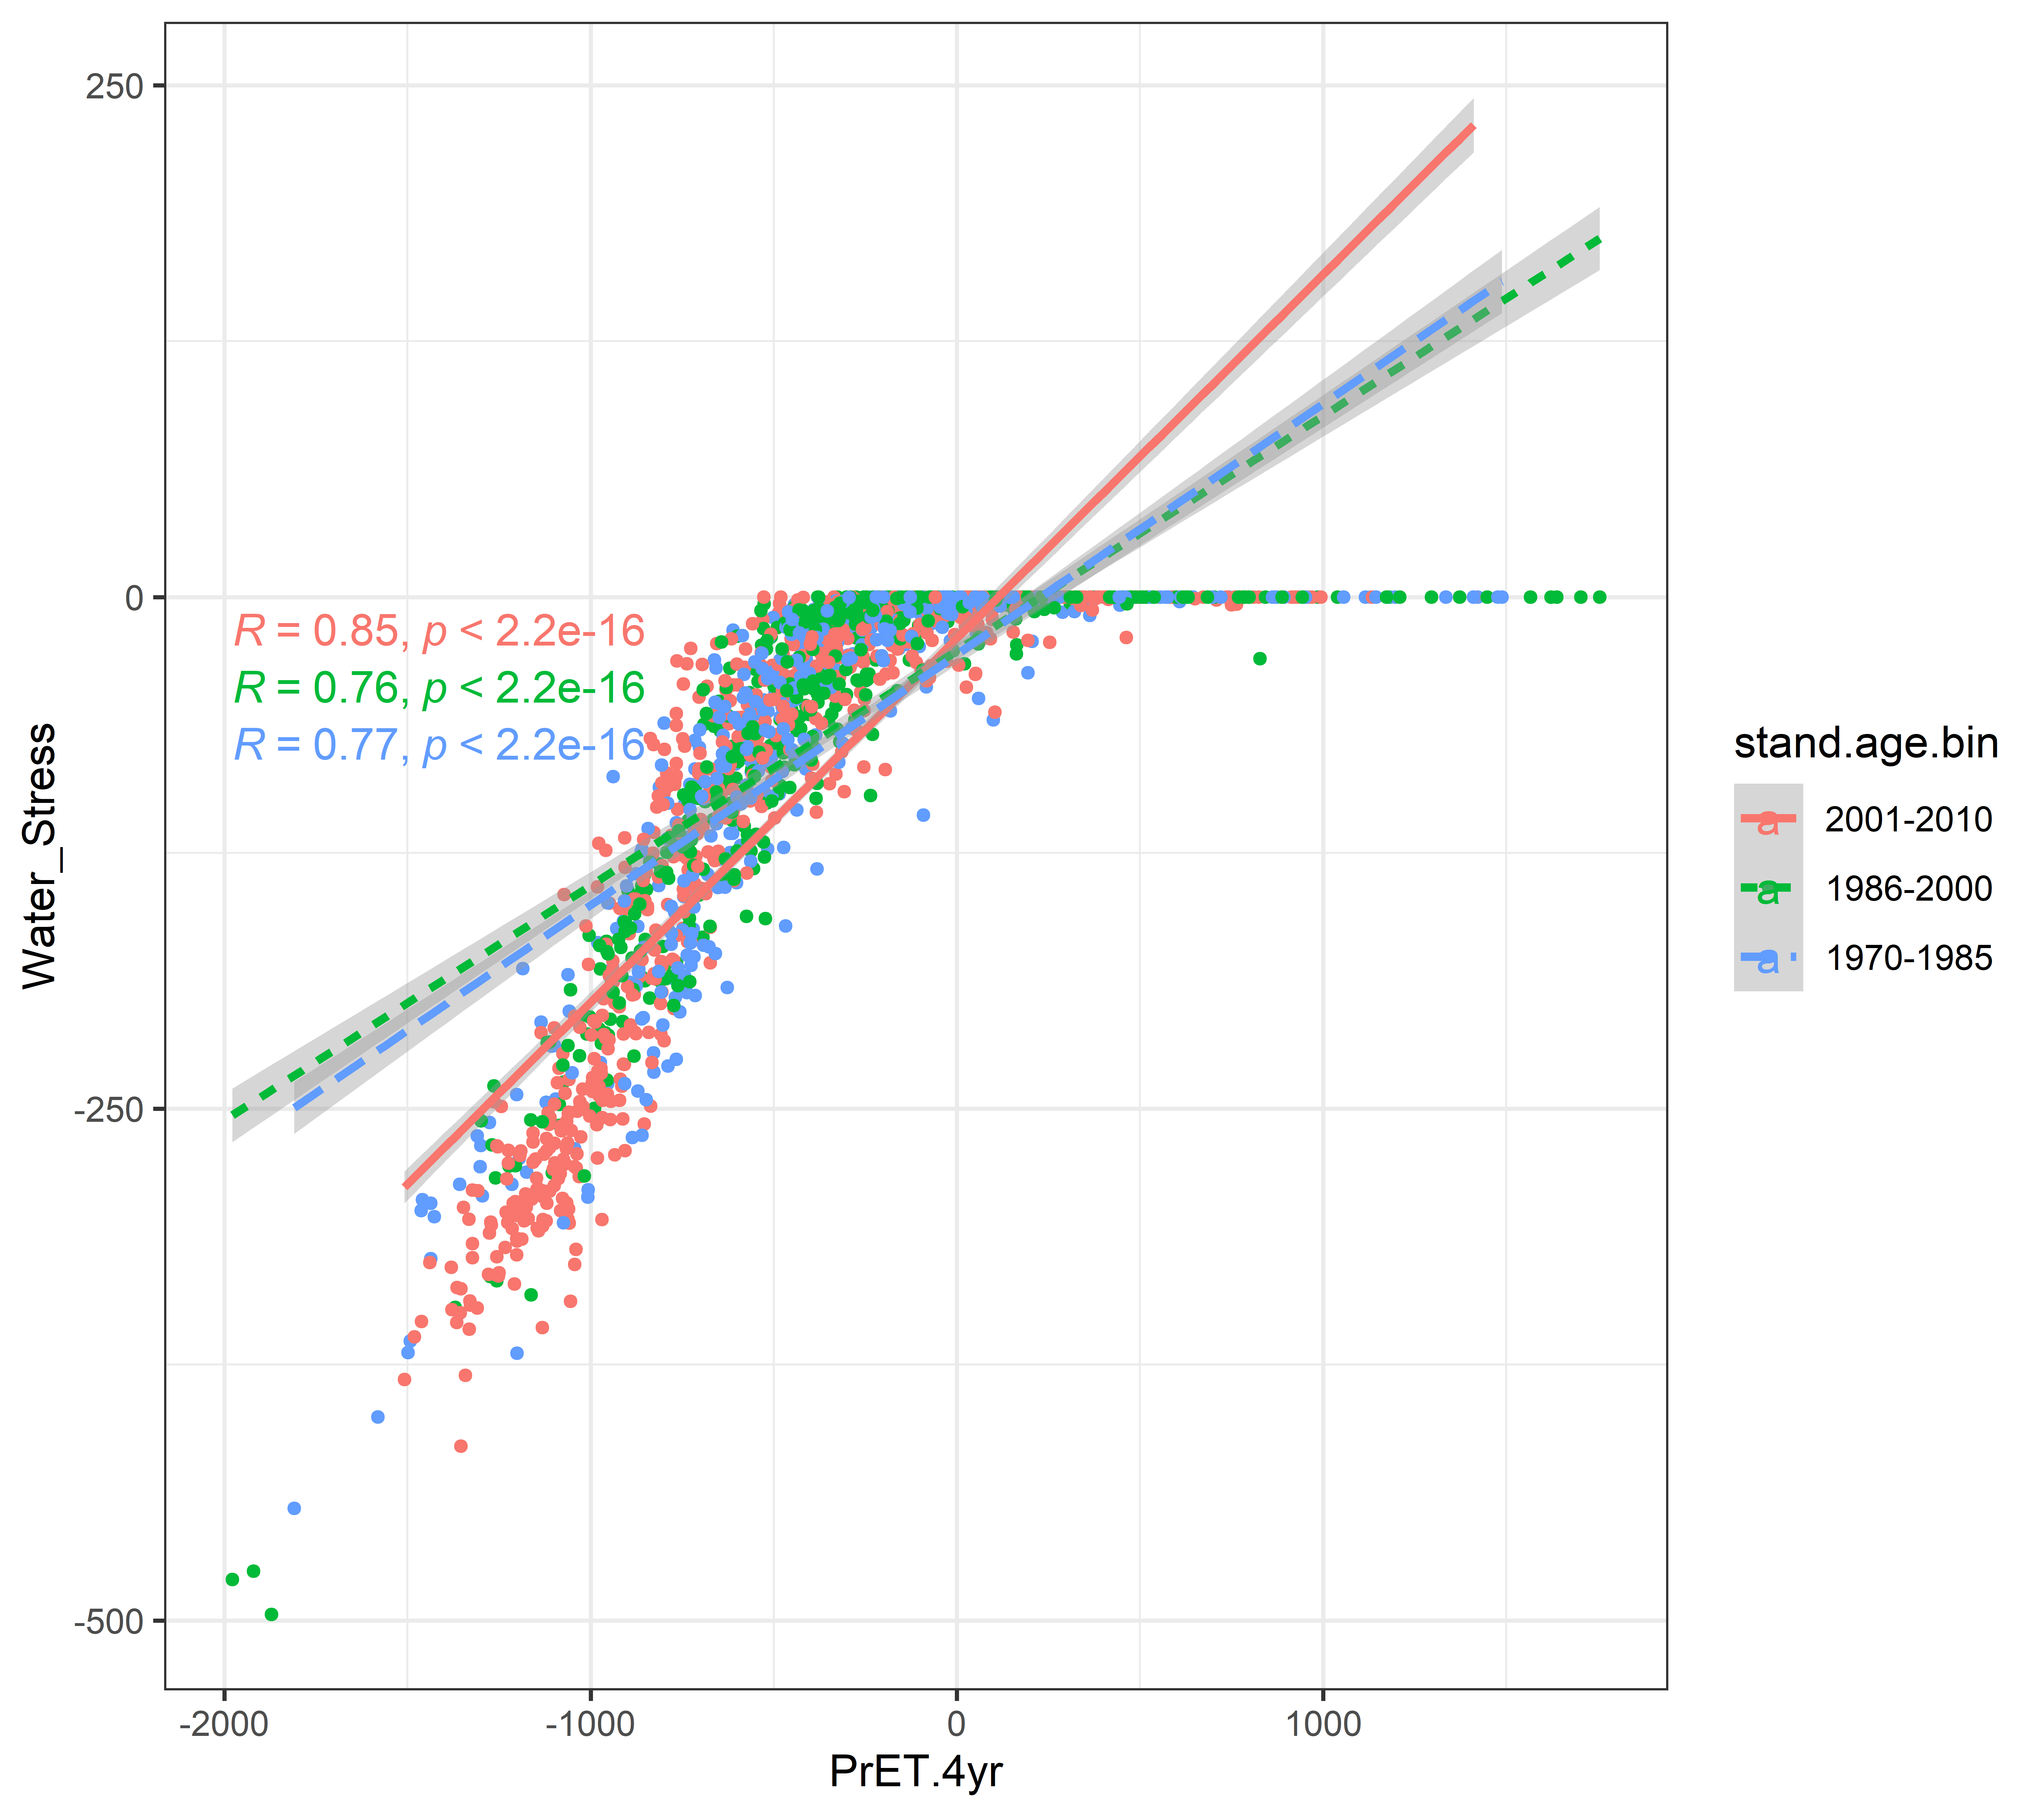 250
0
-250
-500
Water_Stress
R = 0.85, p < 2.2e-16
R = 0.76, p < 2.2e-16
R = 0.77, p < 2.2e-16
-2000
-1000
0
1000
PrET.4yr
stand.age.bin
a 2001-2010
a 1986-2000
a 1970-1985